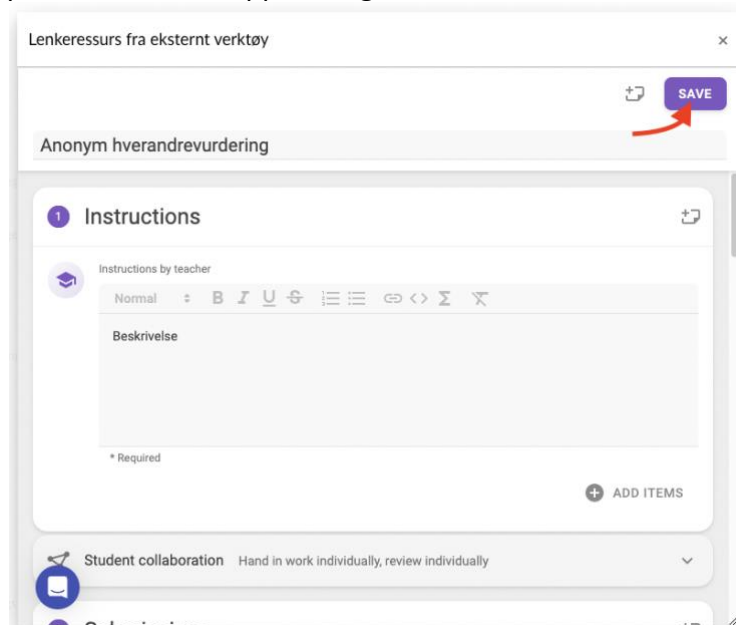 Lenkeressurs fra eksternt verktøy
SAVE
Anonym hverandrevurdering
1 Instructions
Instructions by teacher
Normal B I U S
Beskrivelse
* Required
ADD ITEMS
Student collaboration Hand in work individually, review individually